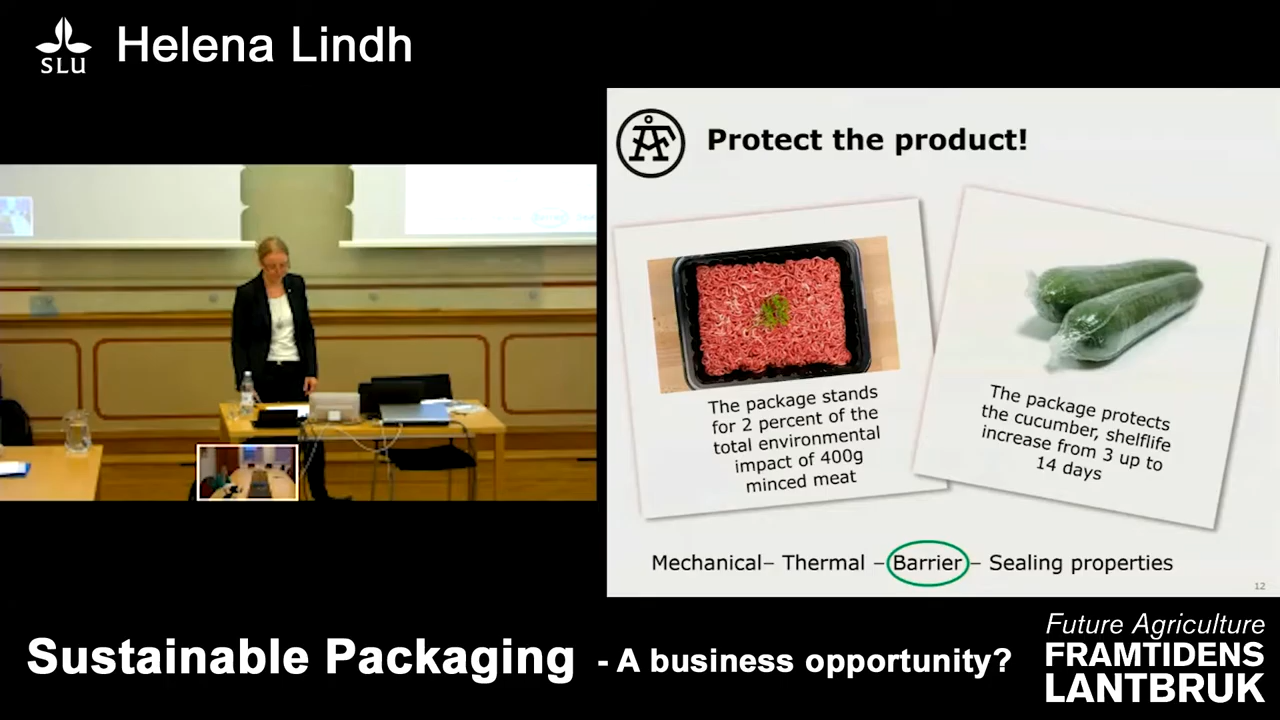 SLU
Helena Lindh
ÅF
Protect the product!
The package stands
for 2 percent of the
total environmental
impact of 400g
minced meat
The package protects
the cucumber, shelflife
increase from 3 up to
14 days
Mechanical– Thermal – Barrier – Sealing properties
12
Sustainable Packaging - A business opportunity?
Future Agriculture
FRAMTIDENS
LANTBRUK